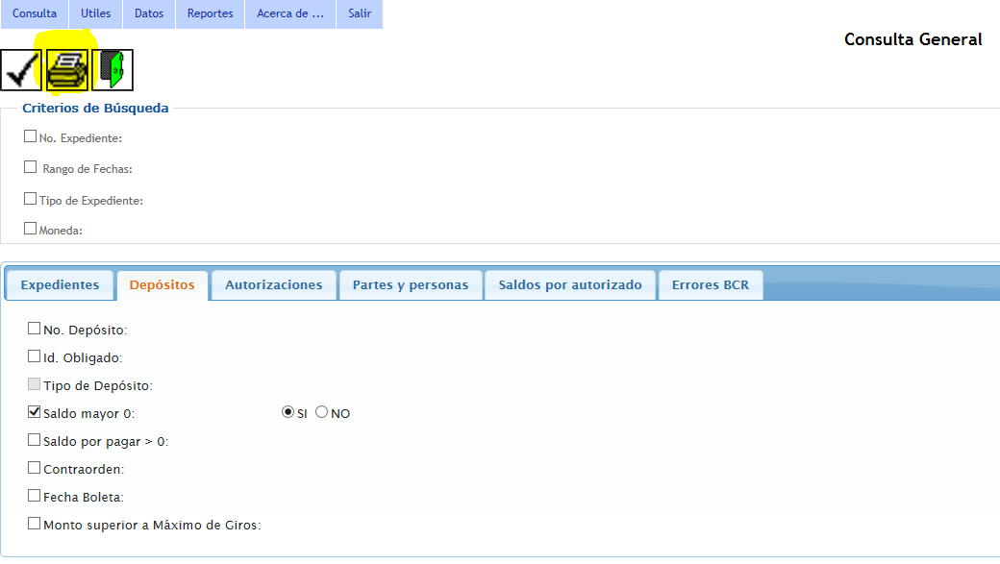 Consulta Utiles Datos Reportes Acerca de ... Salir
Consulta General
Criterios de Búsqueda
No. Expediente:
Rango de Fechas:
Tipo de Expediente:
Moneda:
Expedientes Depósitos Autorizaciones Partes y personas Saldos por autorizado Errores BCR
No. Depósito:
Id. Obligado:
Tipo de Depósito:
Saldo mayor 0: SI NO
Saldo por pagar > 0:
Contraorden:
Fecha Boleta:
Monto superior a Máximo de Giros: